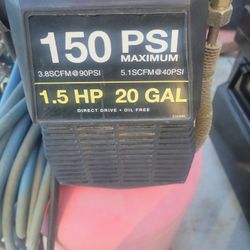 150 PSI
MAXIMUM
3.8SCFM@90PSI 5.1SCFM@40PSI
1.5 HP 20 GAL
DIRECT DRIVE • OIL FREE